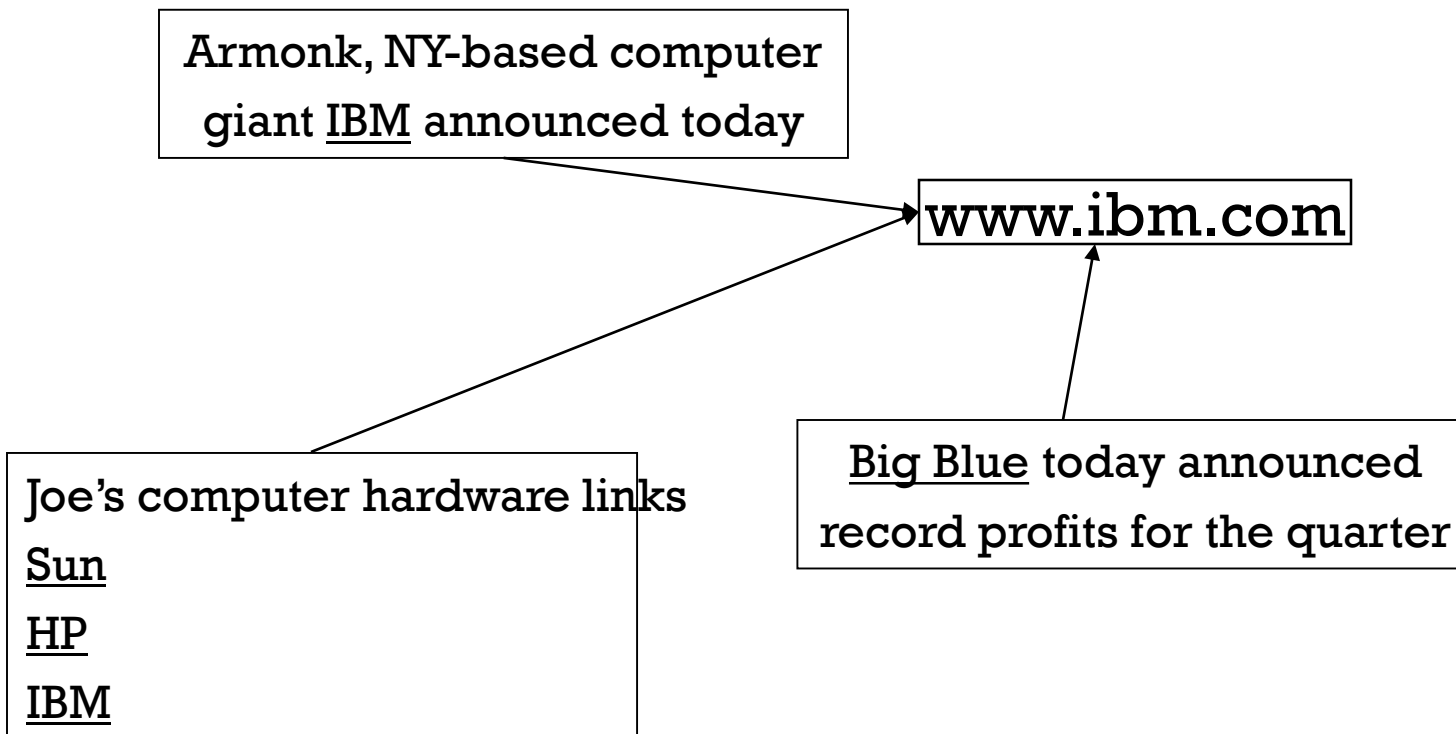 Armonk, NY-based computer
giant IBM announced today
www.ibm.com
Joe’s computer hardware links
Sun
HP
IBM
Big Blue today announced
record profits for the quarter